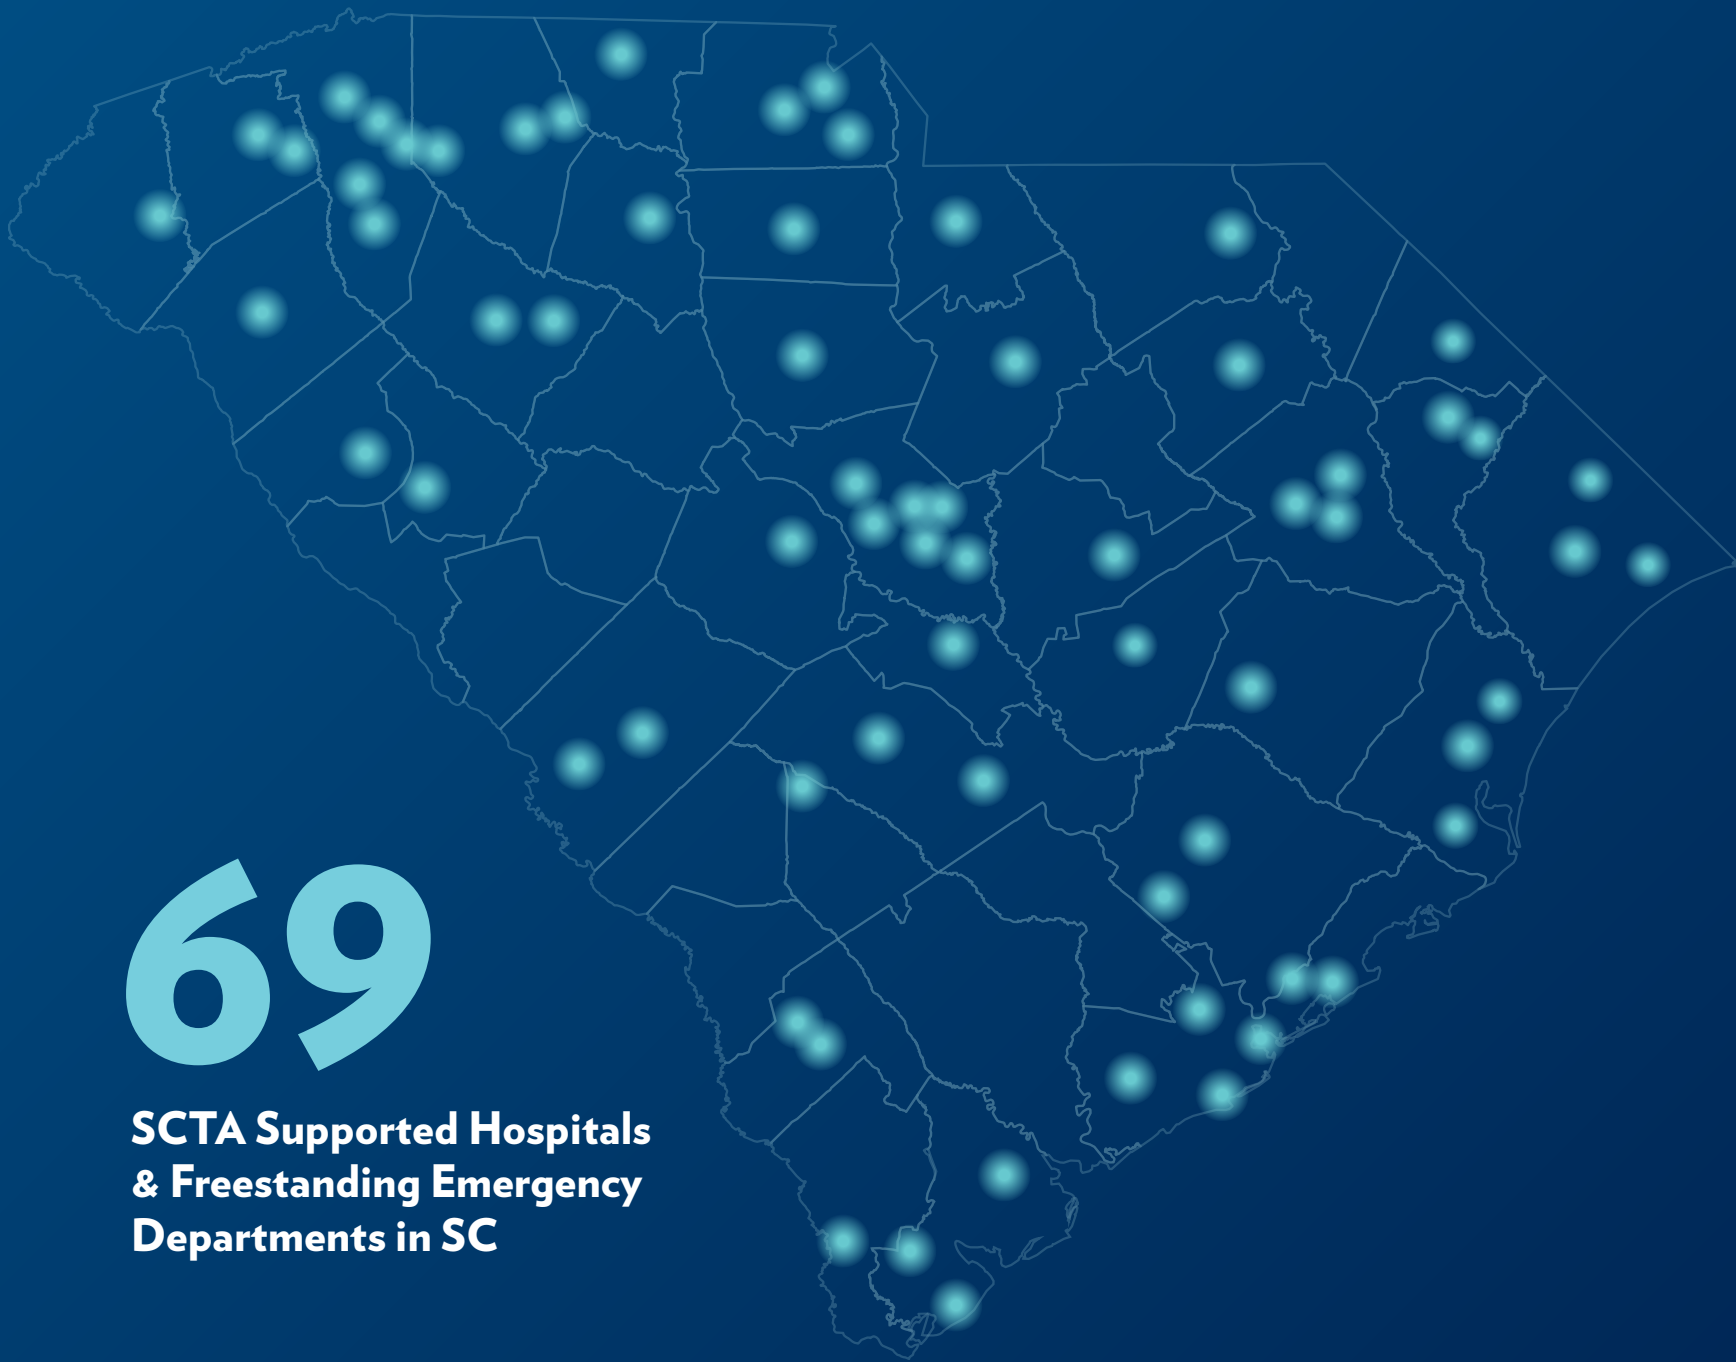 69
SCTA Supported Hospitals
& Freestanding Emergency
Departments in SC